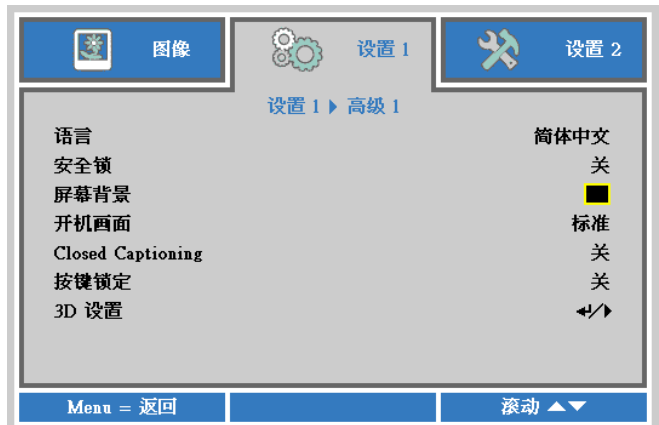 图像 设置 1 设置 2
设置 1 ▶ 高级 1
语言 简体中文
安全锁 关
屏幕背景
开机画面 标准
Closed Captioning 关
按键锁定 关
3D 设置 ↵/▶
Menu = 返回 滚动 ▲▼